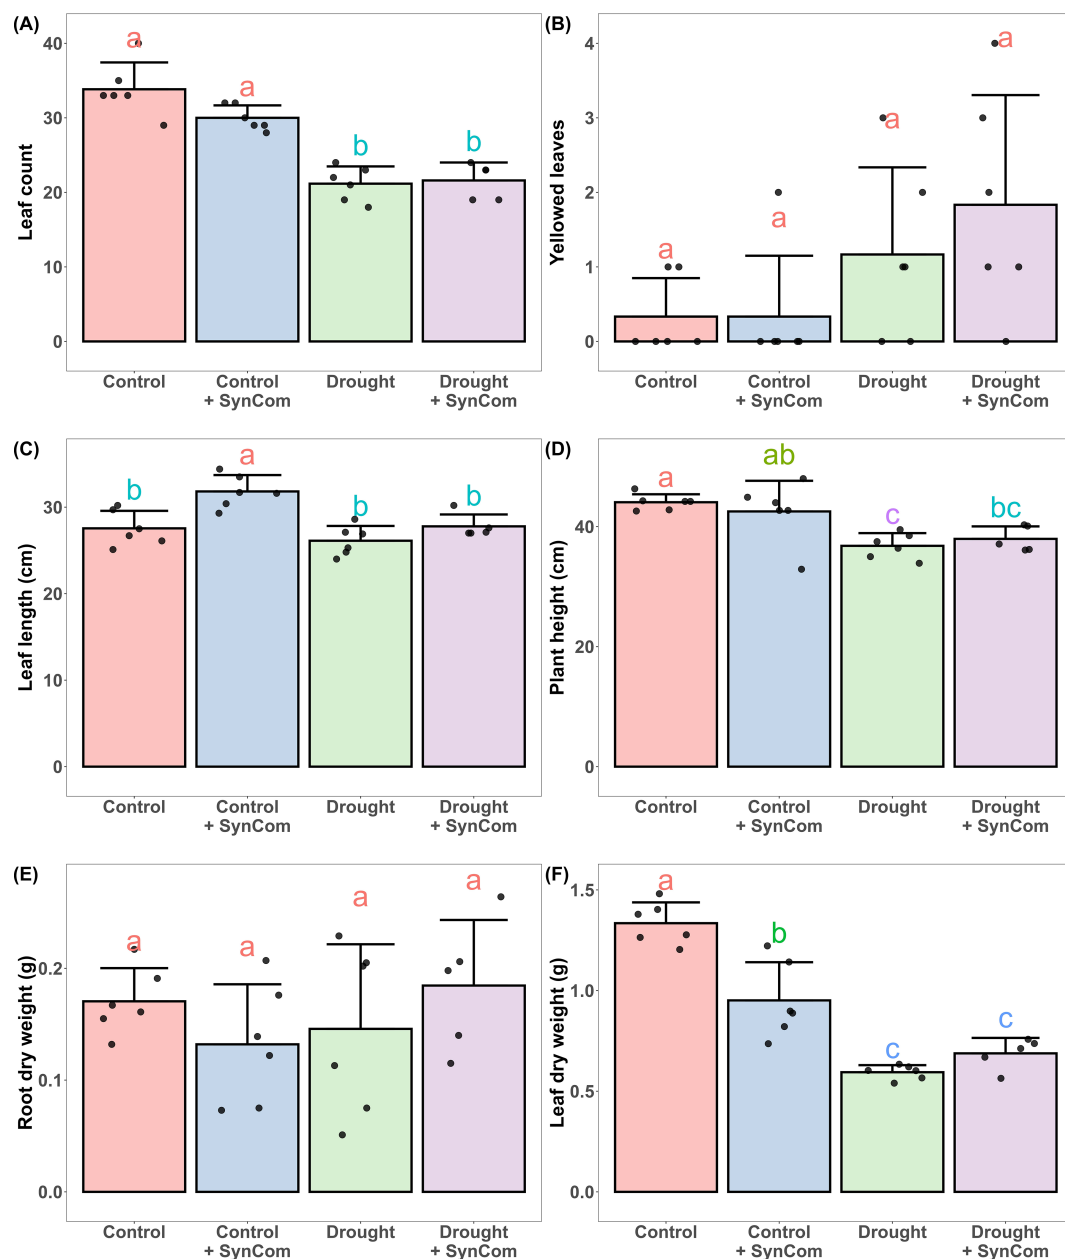 (A)
Leaf count
40
30
20
10
0
a
a
b
b
Control
Control
+ SynCom
Drought
Drought
+ SynCom
(B)
Yellowed leaves
4
3
2
1
0
a
a
a
a
Control
Control
+ SynCom
Drought
Drought
+ SynCom
(C)
Leaf length (cm)
30
20
10
0
b
a
b
b
Control
Control
+ SynCom
Drought
Drought
+ SynCom
(D)
Plant height (cm)
40
20
0
a
ab
c
bc
Control
Control
+ SynCom
Drought
Drought
+ SynCom
(E)
Root dry weight (g)
0.2
0.1
0.0
a
a
a
a
Control
Control
+ SynCom
Drought
Drought
+ SynCom
(F)
Leaf dry weight (g)
1.5
1.0
0.5
0.0
a
b
c
c
Control
Control
+ SynCom
Drought
Drought
+ SynCom